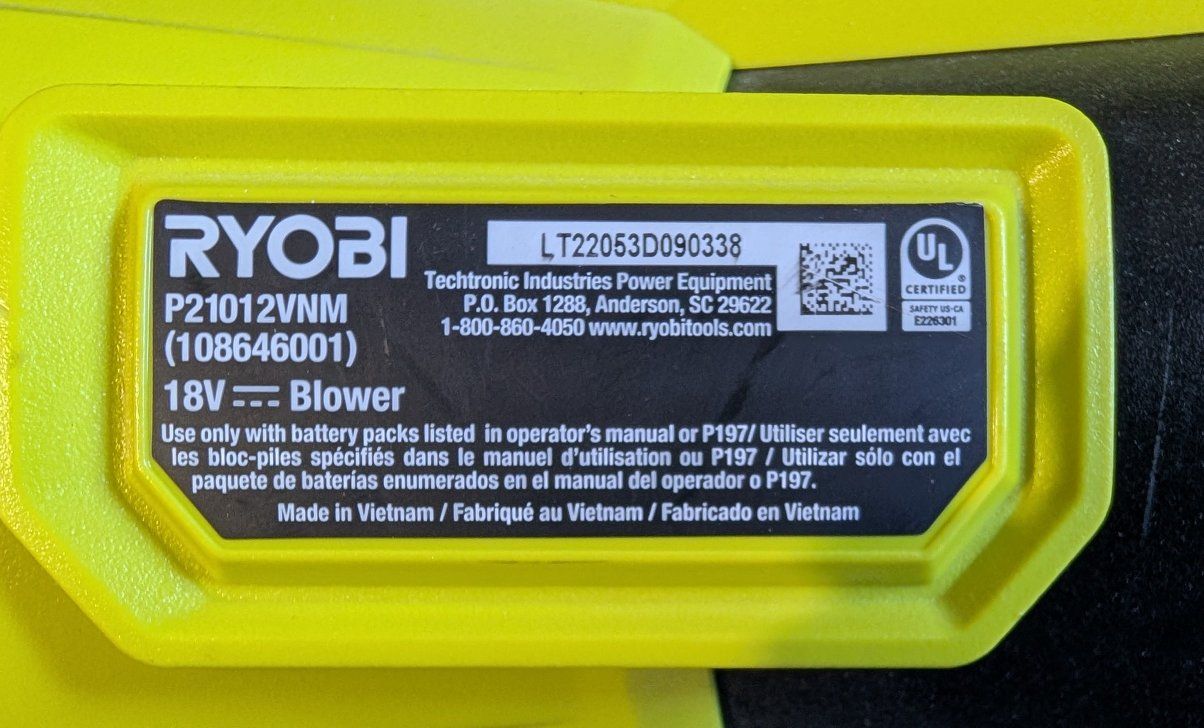 RYOBI
P21012VNM
(108646001)
18V Blower
LT22053D090338
Techtronic Industries Power Equipment
P.O. Box 1288, Anderson, SC 29622
1-800-860-4050 www.ryobitools.com
UL
®
CERTIFIED
SAFETY US-CA
E226301
Use only with battery packs listed in operator's manual or P197/ Utiliser seulement avec
les bloc-piles spécifiés dans le manuel d'utilisation ou P197 / Utilizar sólo con el
paquete de baterías enumerados en el manual del operador o P197.
Made in Vietnam / Fabriqué au Vietnam / Fabricado en Vietnam